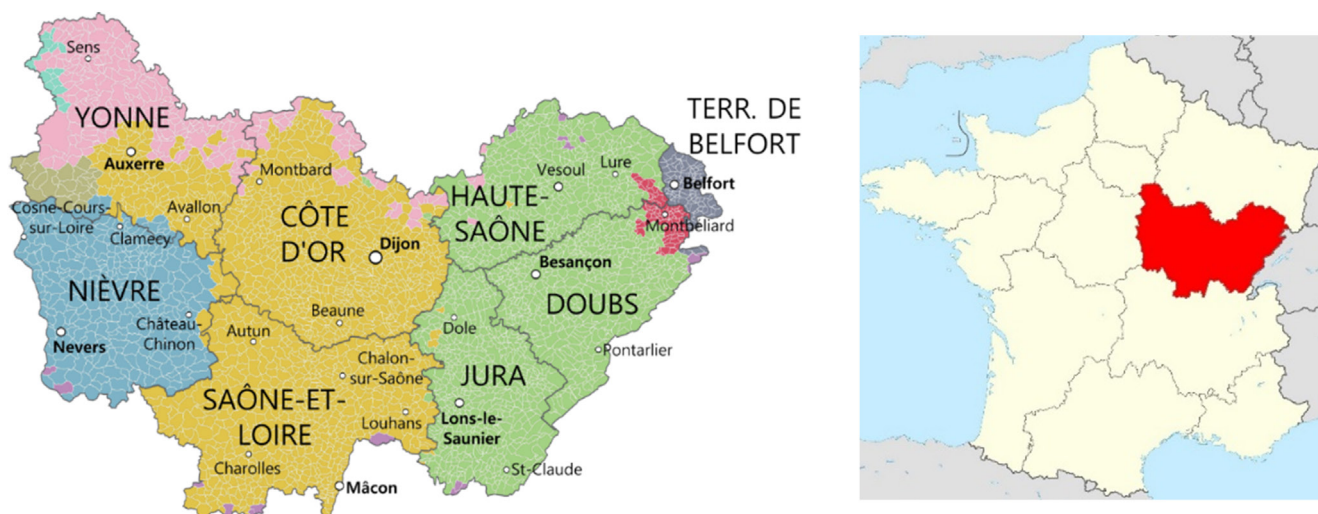 Sens
YONNE
Auxerre
Avallon
Cosne-Cours-
sur-Loire
Clamecy
NIÈVRE
Château-
Chinon
Nevers
Montbard
CÔTE
D'OR
Dijon
Beaune
Autun
Chalon-
sur-Saône
SAÔNE-ET-
LOIRE
Louhans
Charolles
Mâcon
TERR. DE
BELFORT
Vesoul
Lure
Belfort
HAUTE-
SAÔNE
Montbéliard
Besançon
DOUBS
Dole
Pontarlier
JURA
Lons-le-
Saunier
St-Claude